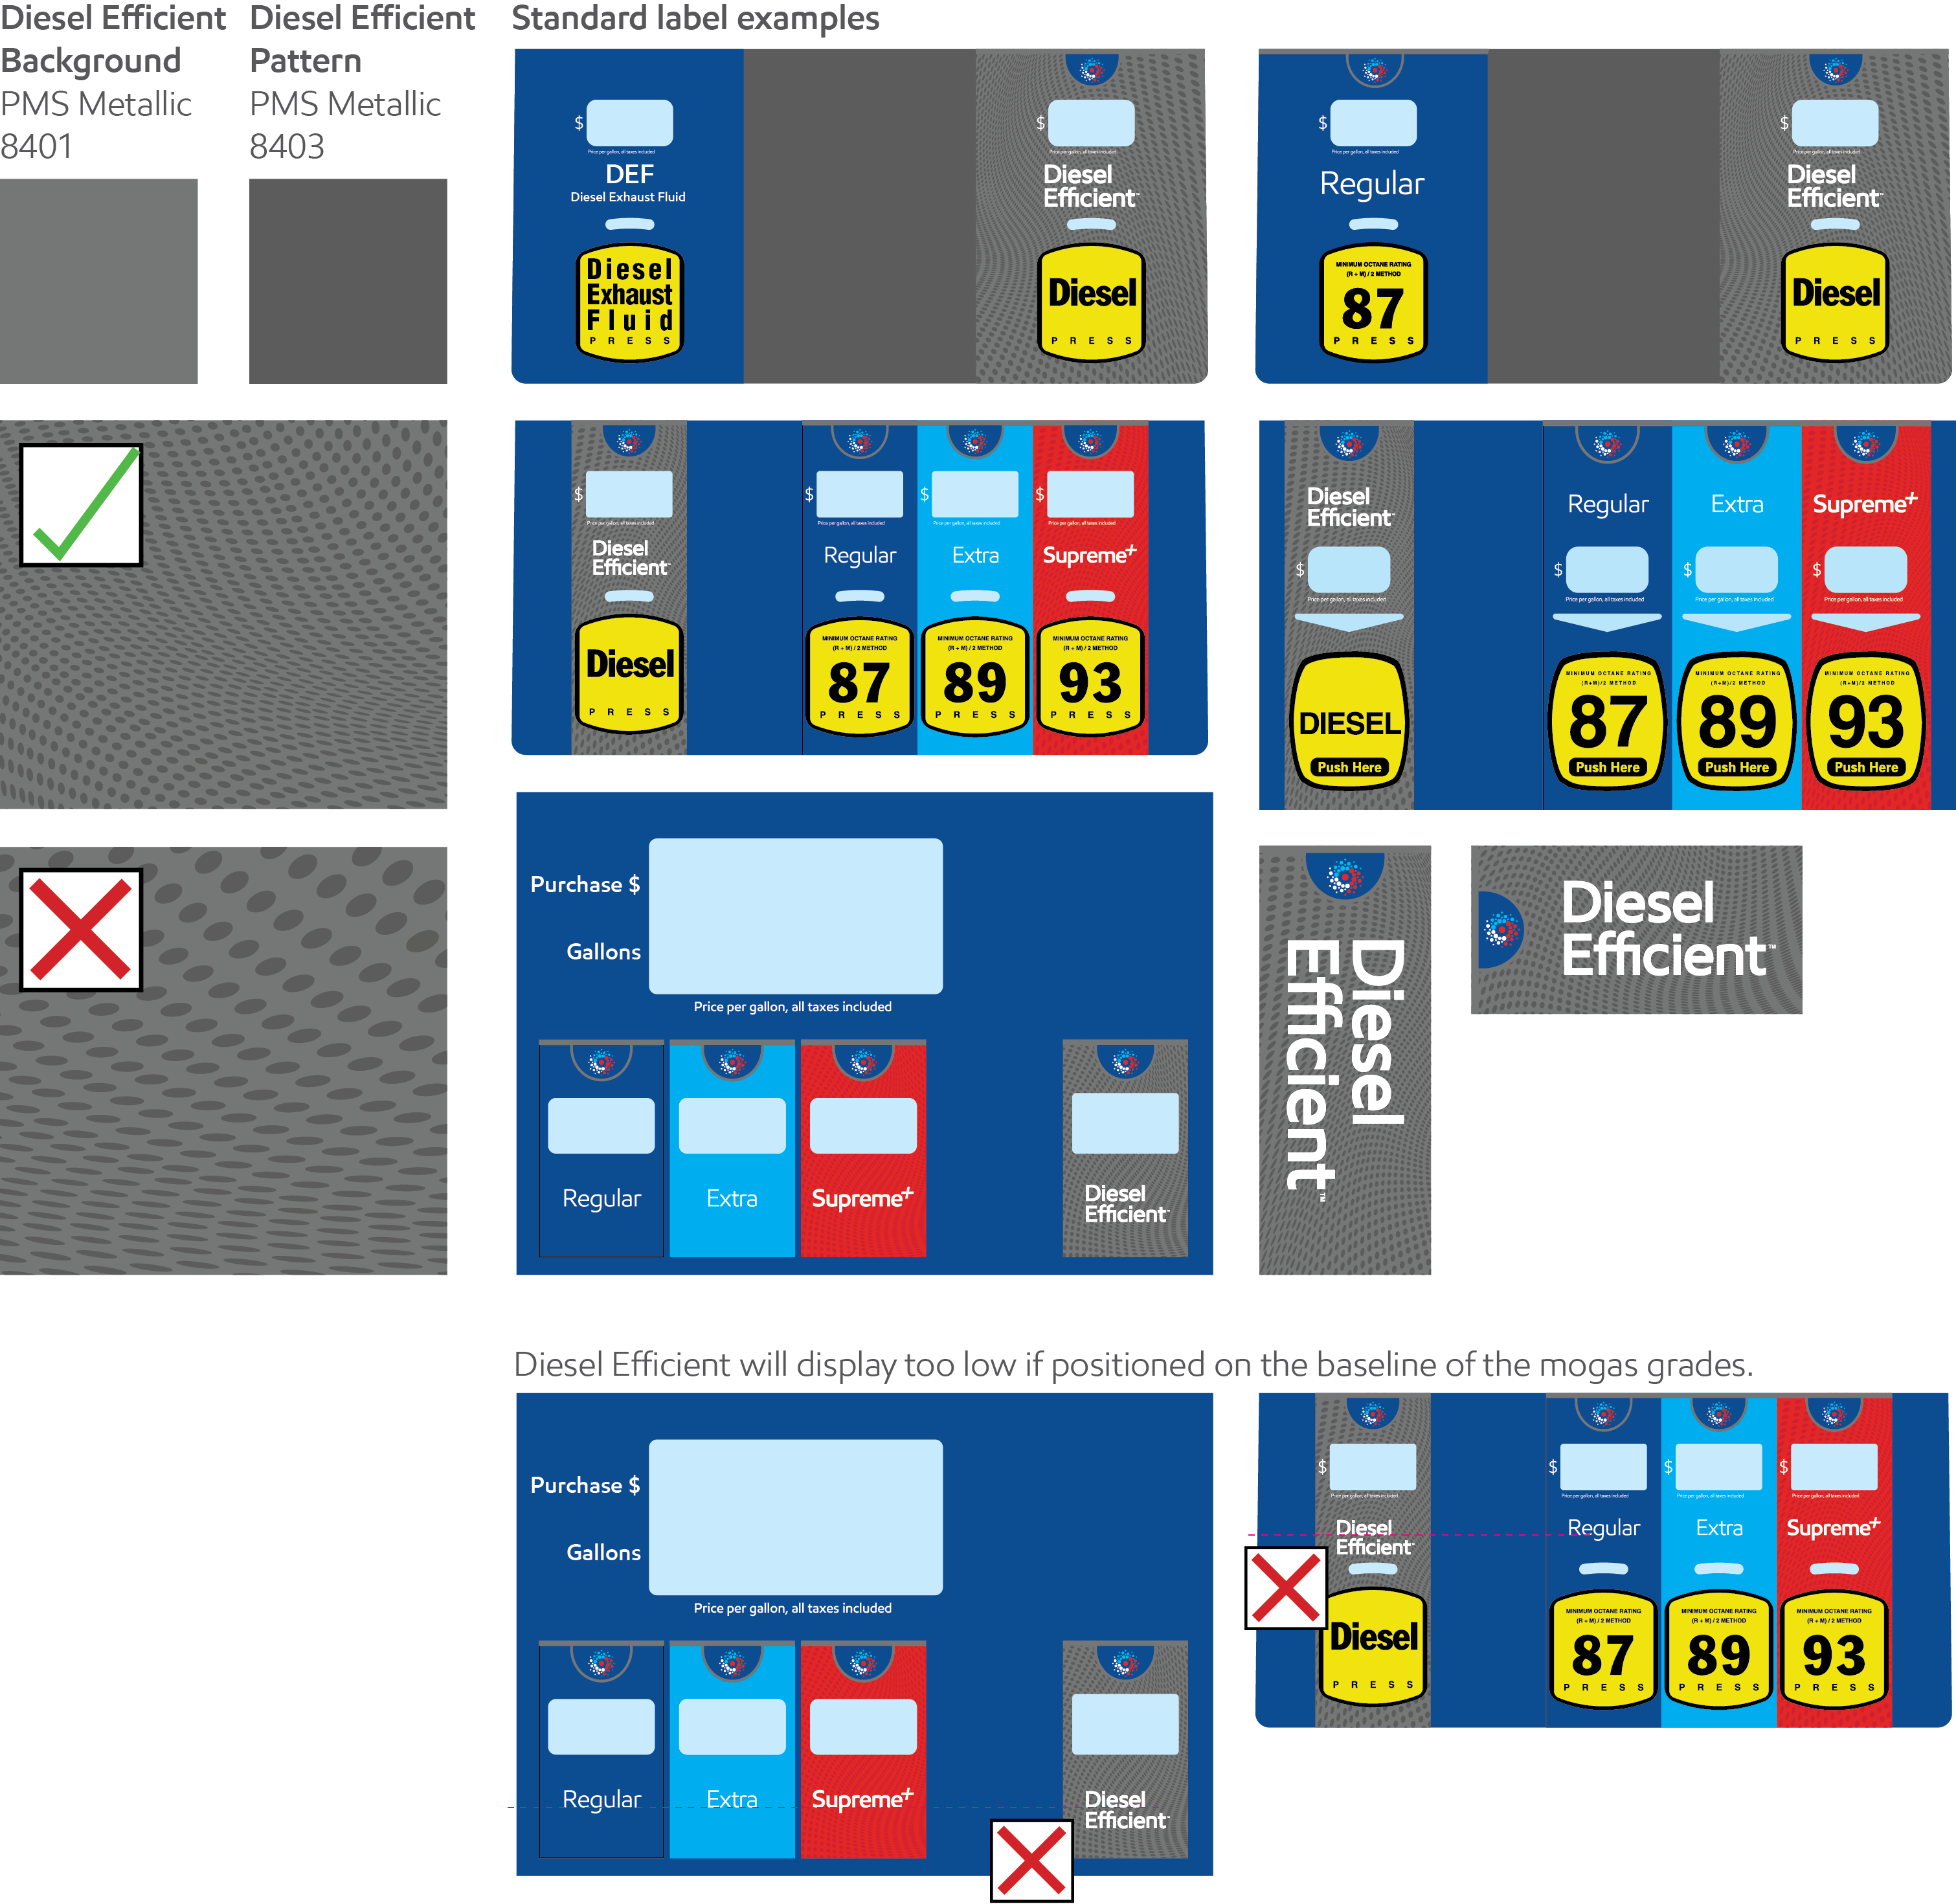 Diesel Efficient
Background
PMS Metallic
8401
Diesel Efficient
Pattern
PMS Metallic
8403
Standard label examples
$
Price per gallon, all taxes included
DEF
Diesel Exhaust Fluid
Diesel
Exhaust
Fluid
PRESS
$
Price per gallon, all taxes included
Diesel
Efficient™
Diesel
PRESS
$
Price per gallon, all taxes included
Regular
MINIMUM OCTANE RATING
(R + M) / 2 METHOD
87
PRESS
$
Price per gallon, all taxes included
Diesel
Efficient™
Diesel
PRESS
$
Price per gallon, all taxes included
Diesel
Efficient™
Diesel
PRESS
$
Price per gallon, all taxes included
Regular
MINIMUM OCTANE RATING
(R + M) / 2 METHOD
87
PRESS
$
Price per gallon, all taxes included
Extra
MINIMUM OCTANE RATING
(R + M) / 2 METHOD
89
PRESS
$
Price per gallon, all taxes included
Supreme+
MINIMUM OCTANE RATING
(R + M) / 2 METHOD
93
PRESS
Diesel
Efficient™
$
Price per gallon, all taxes included
DIESEL
Push Here
Regular
$
Price per gallon, all taxes included
MINIMUM OCTANE RATING
(R+M)/2 METHOD
87
Push Here
Extra
$
Price per gallon, all taxes included
MINIMUM OCTANE RATING
(R+M)/2 METHOD
89
Push Here
Supreme+
$
Price per gallon, all taxes included
MINIMUM OCTANE RATING
(R+M)/2 METHOD
93
Push Here
Purchase $
Gallons
Price per gallon, all taxes included
Regular
Extra
Supreme+
Diesel
Efficient™
Diesel
Efficient™
Diesel
Efficient™
Diesel Efficient will display too low if positioned on the baseline of the mogas grades.
Purchase $
Gallons
Price per gallon, all taxes included
Regular
Extra
Supreme+
Diesel
Efficient™
$
Price per gallon, all taxes included
Diesel
Efficient™
Diesel
PRESS
$
Price per gallon, all taxes included
Regular
MINIMUM OCTANE RATING
(R + M) / 2 METHOD
87
PRESS
$
Price per gallon, all taxes included
Extra
MINIMUM OCTANE RATING
(R + M) / 2 METHOD
89
PRESS
$
Price per gallon, all taxes included
Supreme+
MINIMUM OCTANE RATING
(R + M) / 2 METHOD
93
PRESS